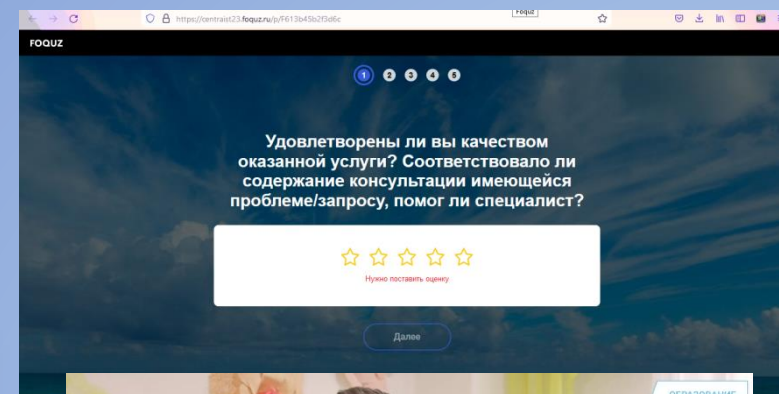 Foquz
https://centraist23.foquz.ru/p/F613b45b2f3d6c
FOQUZ
1 2 3 4 5
Удовлетворены ли вы качеством
оказанной услуги? Соответствовало ли
содержание консультации имеющейся
проблеме/запросу, помог ли специалист?
Нужно поставить оценку
Далее
ОБРАЗОВАНИЕ